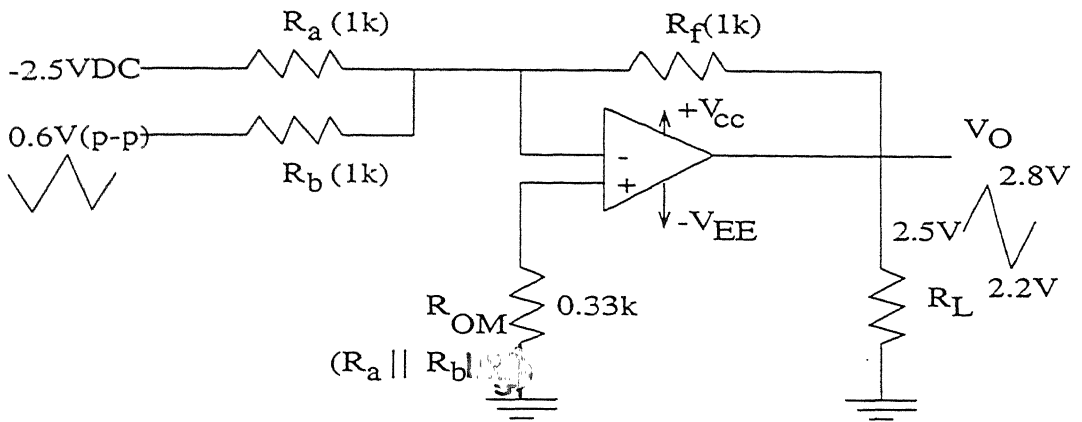 Ra (1k)
Rf(1k)
-2.5VDC
0.6V(p-p)
Rb (1k)
+Vcc
-
+
-VEE
VO
2.8V
2.5V
2.2V
ROM
0.33k
RL
(Ra || Rb